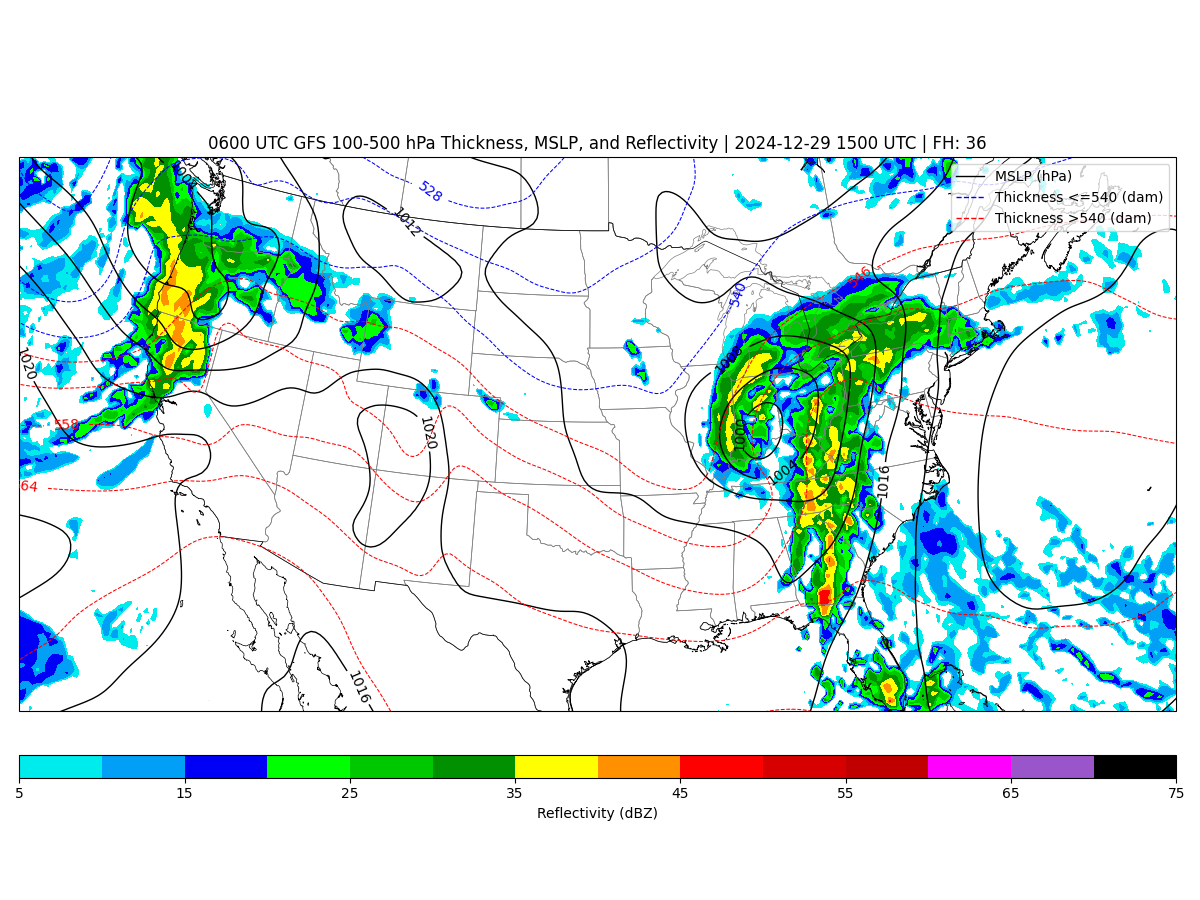 0600 UTC GFS 100-500 hPa Thickness, MSLP, and Reflectivity | 2024-12-29 1500 UTC | FH: 36
MSLP (hPa)
Thickness <=540 (dam)
Thickness >540 (dam)
528
1012
540
1020
1008
558
1020
1000
1004
1016
64
1016
5 15 25 35 45 55 65 75
Reflectivity (dBZ)